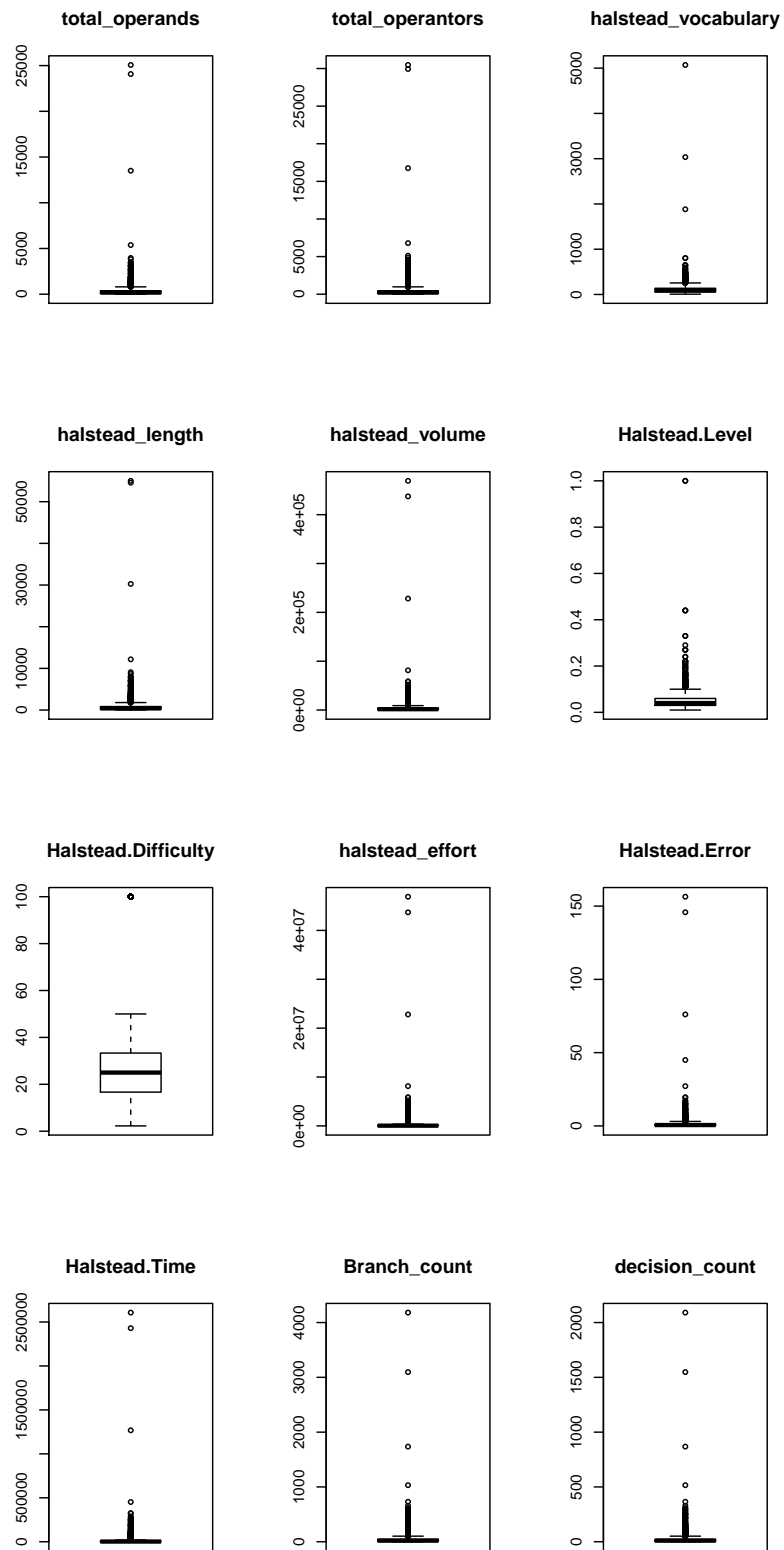 total_operands total_operantors halstead_vocabulary
25000 15000 5000 0
25000 15000 5000 0
5000 3000 1000 0
halstead_length halstead_volume Halstead.Level
50000 30000 10000 0
4e+05 2e+05 0e+00
1.0 0.8 0.6 0.4 0.2 0.0
Halstead.Difficulty halstead_effort Halstead.Error
100 80 60 40 20 0
4e+07 2e+07 0e+00
150 100 50 0
Halstead.Time Branch_count decision_count
2500000 1500000 500000 0
4000 3000 2000 1000 0
2000 1500 1000 500 0